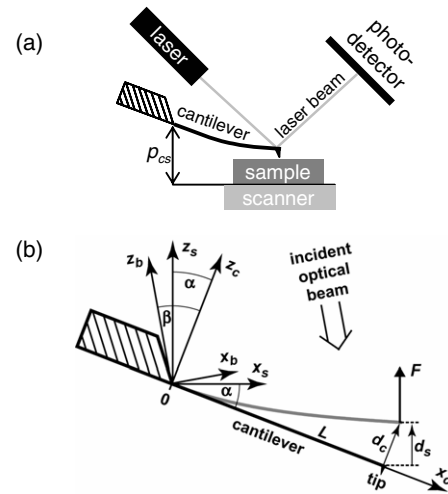 (a)
laser
photo-
detector
cantilever
laser beam
p_cs
sample
scanner
(b)
z_b
z_s
z_c
α
β
incident
optical
beam
x_b
x_s
α
0
cantilever
L
F
d_c
d_s
tip
x